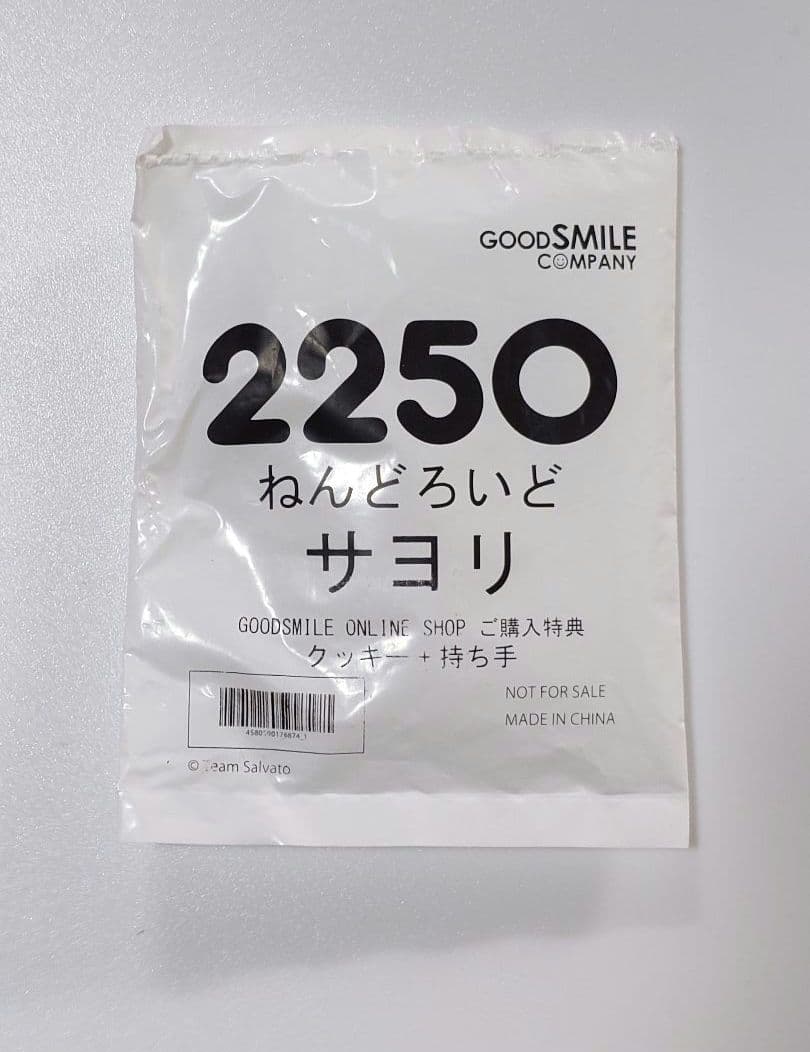 GOODSMILE
COMPANY
2250
ねんどろいど
サヨリ
GOODSMILE ONLINE SHOP ご購入特典
クッキー + 持ち手
NOT FOR SALE
MADE IN CHINA
© Team Salvato